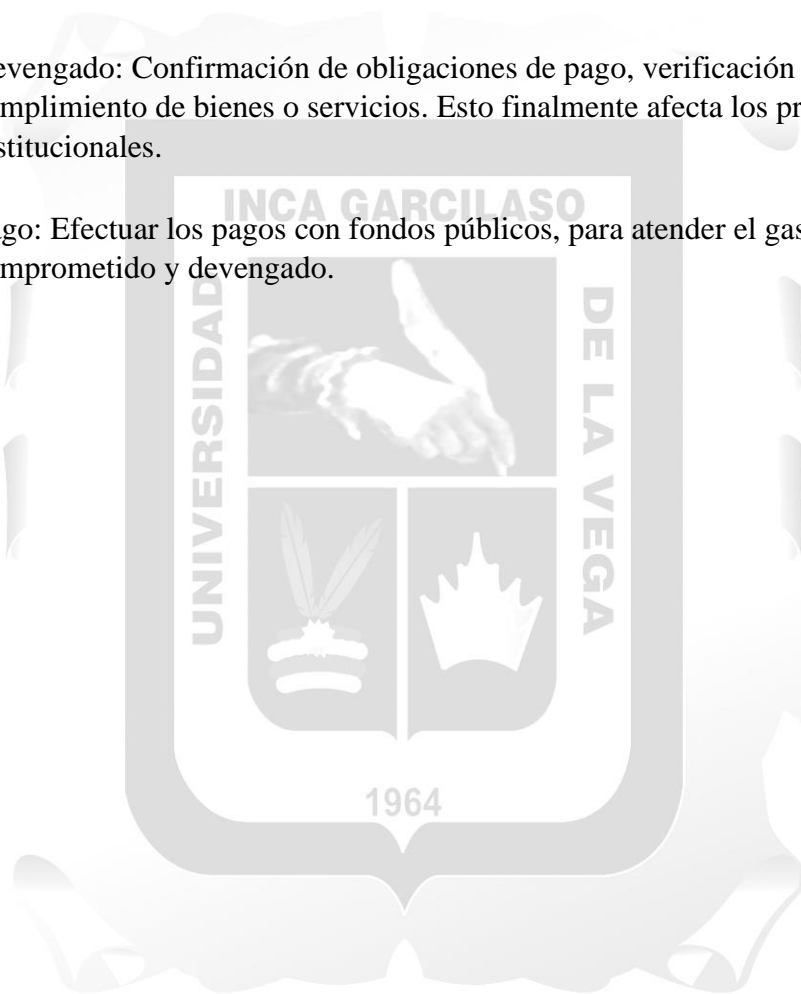 evengado: Confirmación de obligaciones de pago, verificación
mplimiento de bienes o servicios. Esto finalmente afecta los pr
stitucionales.
INCA GARCILASO
go: Efectuar los pagos con fondos públicos, para atender el gas
mprometido y devengado.
UNIVERSIDAD
DE LA VEGA
1964